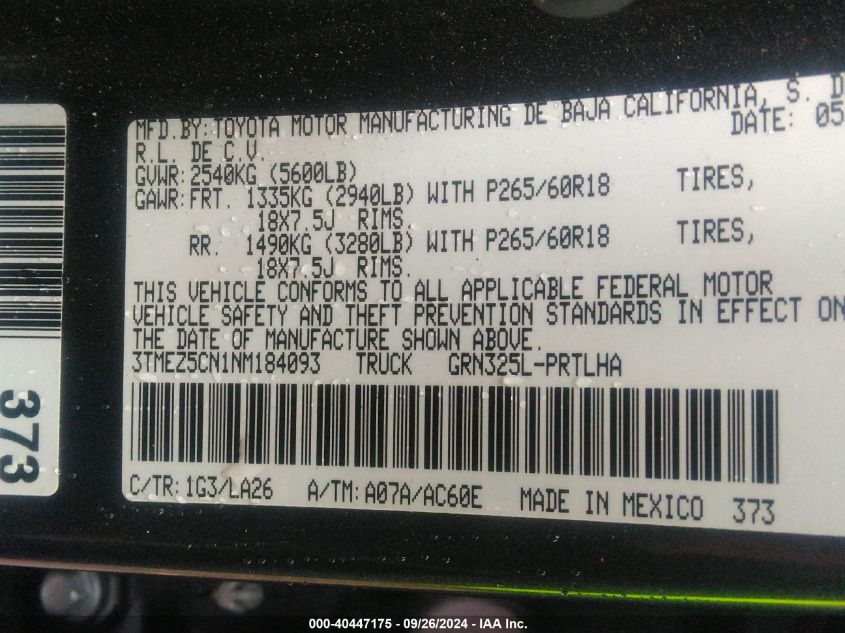 MFD.BY:TOYOTA MOTOR MANUFACTURING DE BAJA CALIFORNIA, S. D
R.L. DE C.V. DATE: 05
GVWR:2540KG (5600LB)
GAWR:FRT. 1335KG (2940LB) WITH P265/60R18 TIRES,
18X7.5J RIMS.
RR. 1490KG (3280LB) WITH P265/60R18 TIRES,
18X7.5J RIMS.
THIS VEHICLE CONFORMS TO ALL APPLICABLE FEDERAL MOTOR
VEHICLE SAFETY AND THEFT PREVENTION STANDARDS IN EFFECT ON
THE DATE OF MANUFACTURE SHOWN ABOVE.
3TMEZ5CN1NM184093 TRUCK GRN325L-PRTLHA
C/TR:1G3/LA26 A/TM:A07A/AC60E MADE IN MEXICO 373
373
000-40447175 - 09/26/2024 - IAA Inc.